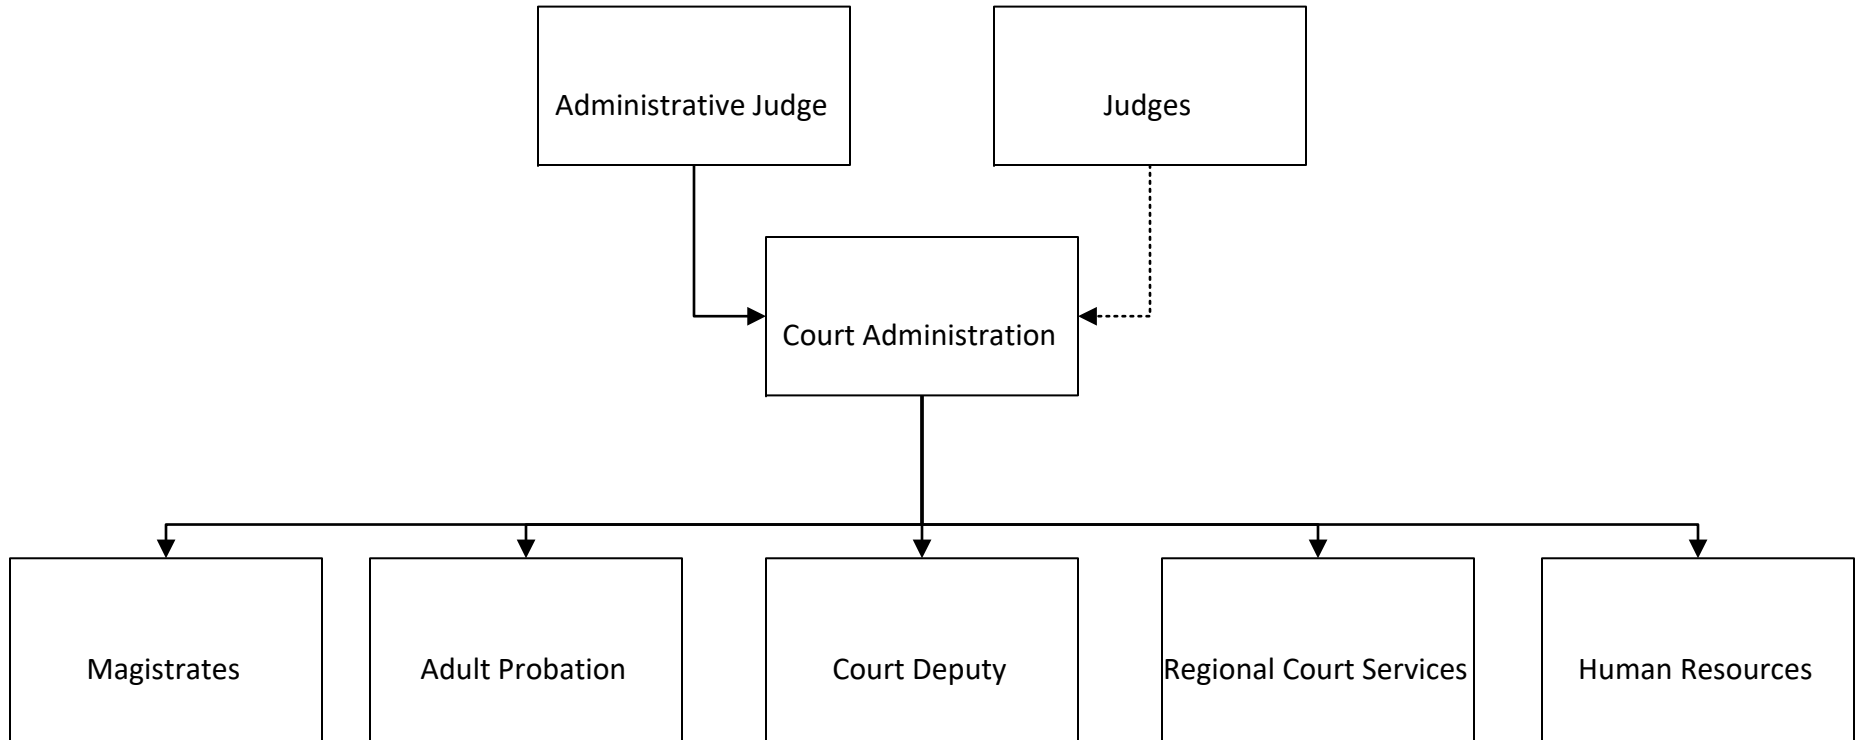 Administrative Judge
Judges
Court Administration
Magistrates
Adult Probation
Court Deputy
Regional Court Services
Human Resources